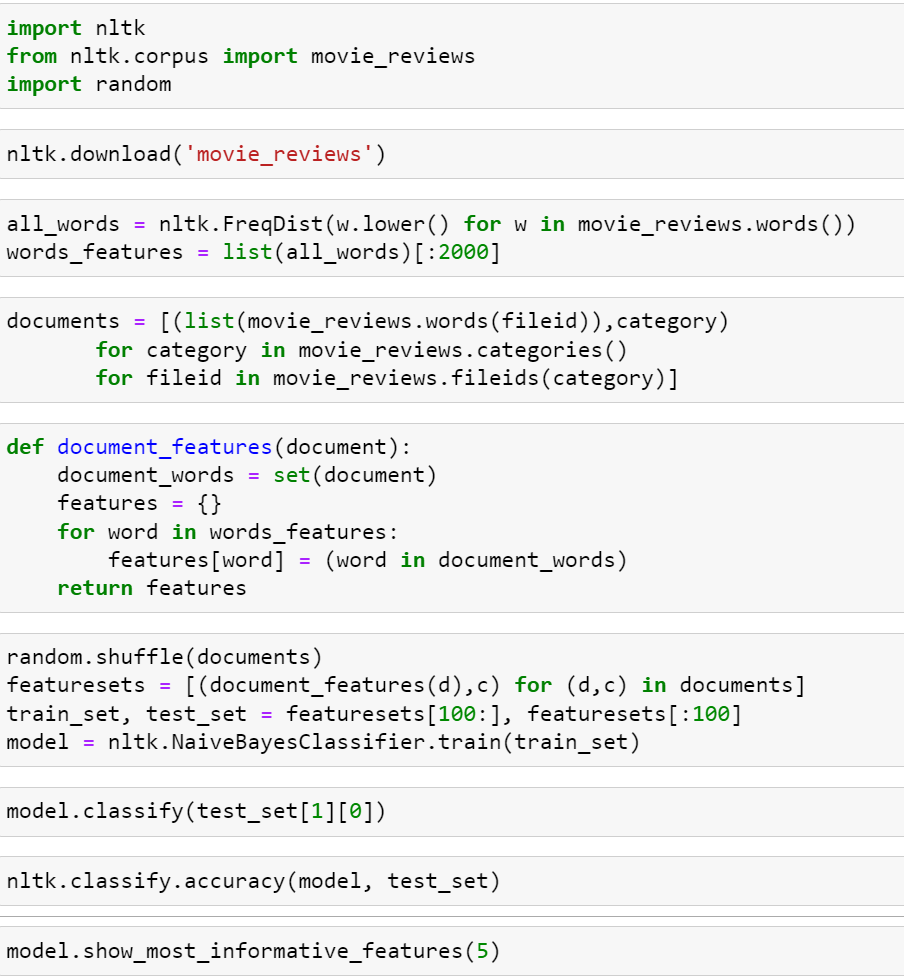 import nltk
from nltk.corpus import movie_reviews
import random
nltk.download('movie_reviews')
all_words = nltk.FreqDist(w.lower() for w in movie_reviews.words())
words_features = list(all_words)[:2000]
documents = [(list(movie_reviews.words(fileid)),category)
       for category in movie_reviews.categories()
       for fileid in movie_reviews.fileids(category)]
def document_features(document):
    document_words = set(document)
    features = {}
    for word in words_features:
        features[word] = (word in document_words)
    return features
random.shuffle(documents)
featuresets = [(document_features(d),c) for (d,c) in documents]
train_set, test_set = featuresets[100:], featuresets[:100]
model = nltk.NaiveBayesClassifier.train(train_set)
model.classify(test_set[1][0])
nltk.classify.accuracy(model, test_set)
model.show_most_informative_features(5)